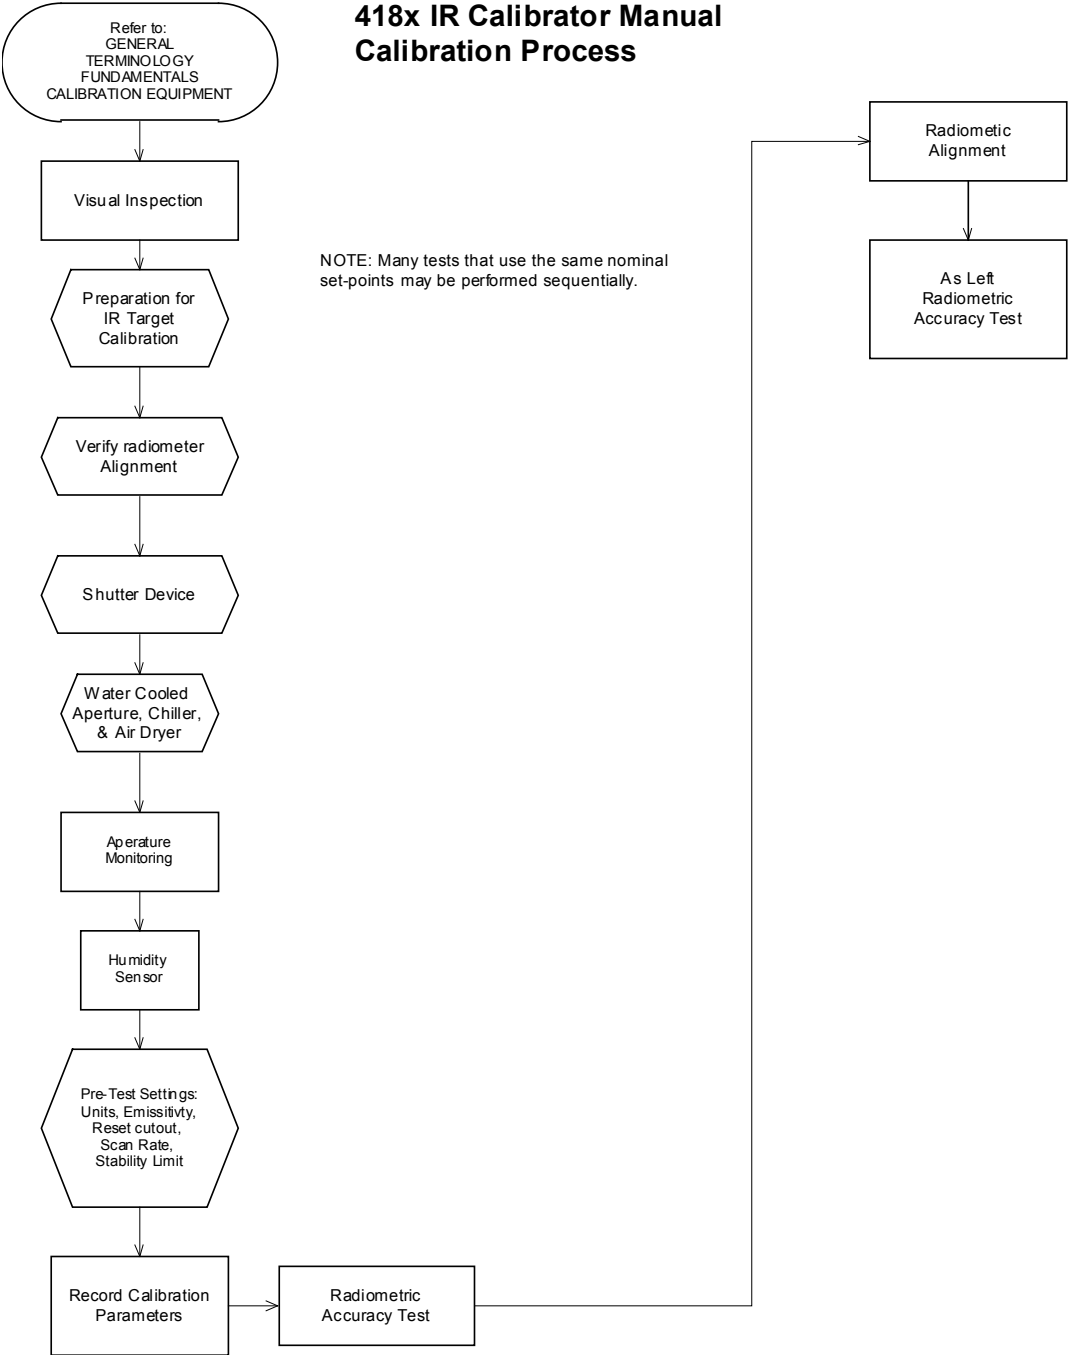 418x IR Calibrator Manual
Calibration Process
Refer to:
GENERAL
TERMINOLOGY
FUNDAMENTALS
CALIBRATION EQUIPMENT
Visual Inspection
NOTE: Many tests that use the same nominal
set-points may be performed sequentially.
Preparation for
IR Target
Calibration
Verify radiometer
Alignment
Shutter Device
Water Cooled
Aperture, Chiller,
& Air Dryer
Aperature
Monitoring
Humidity
Sensor
Pre-Test Settings:
Units, Emissitivty,
Reset cutout,
Scan Rate,
Stability Limit
Record Calibration
Parameters
Radiometric
Accuracy Test
Radiometic
Alignment
As Left
Radiometric
Accuracy Test